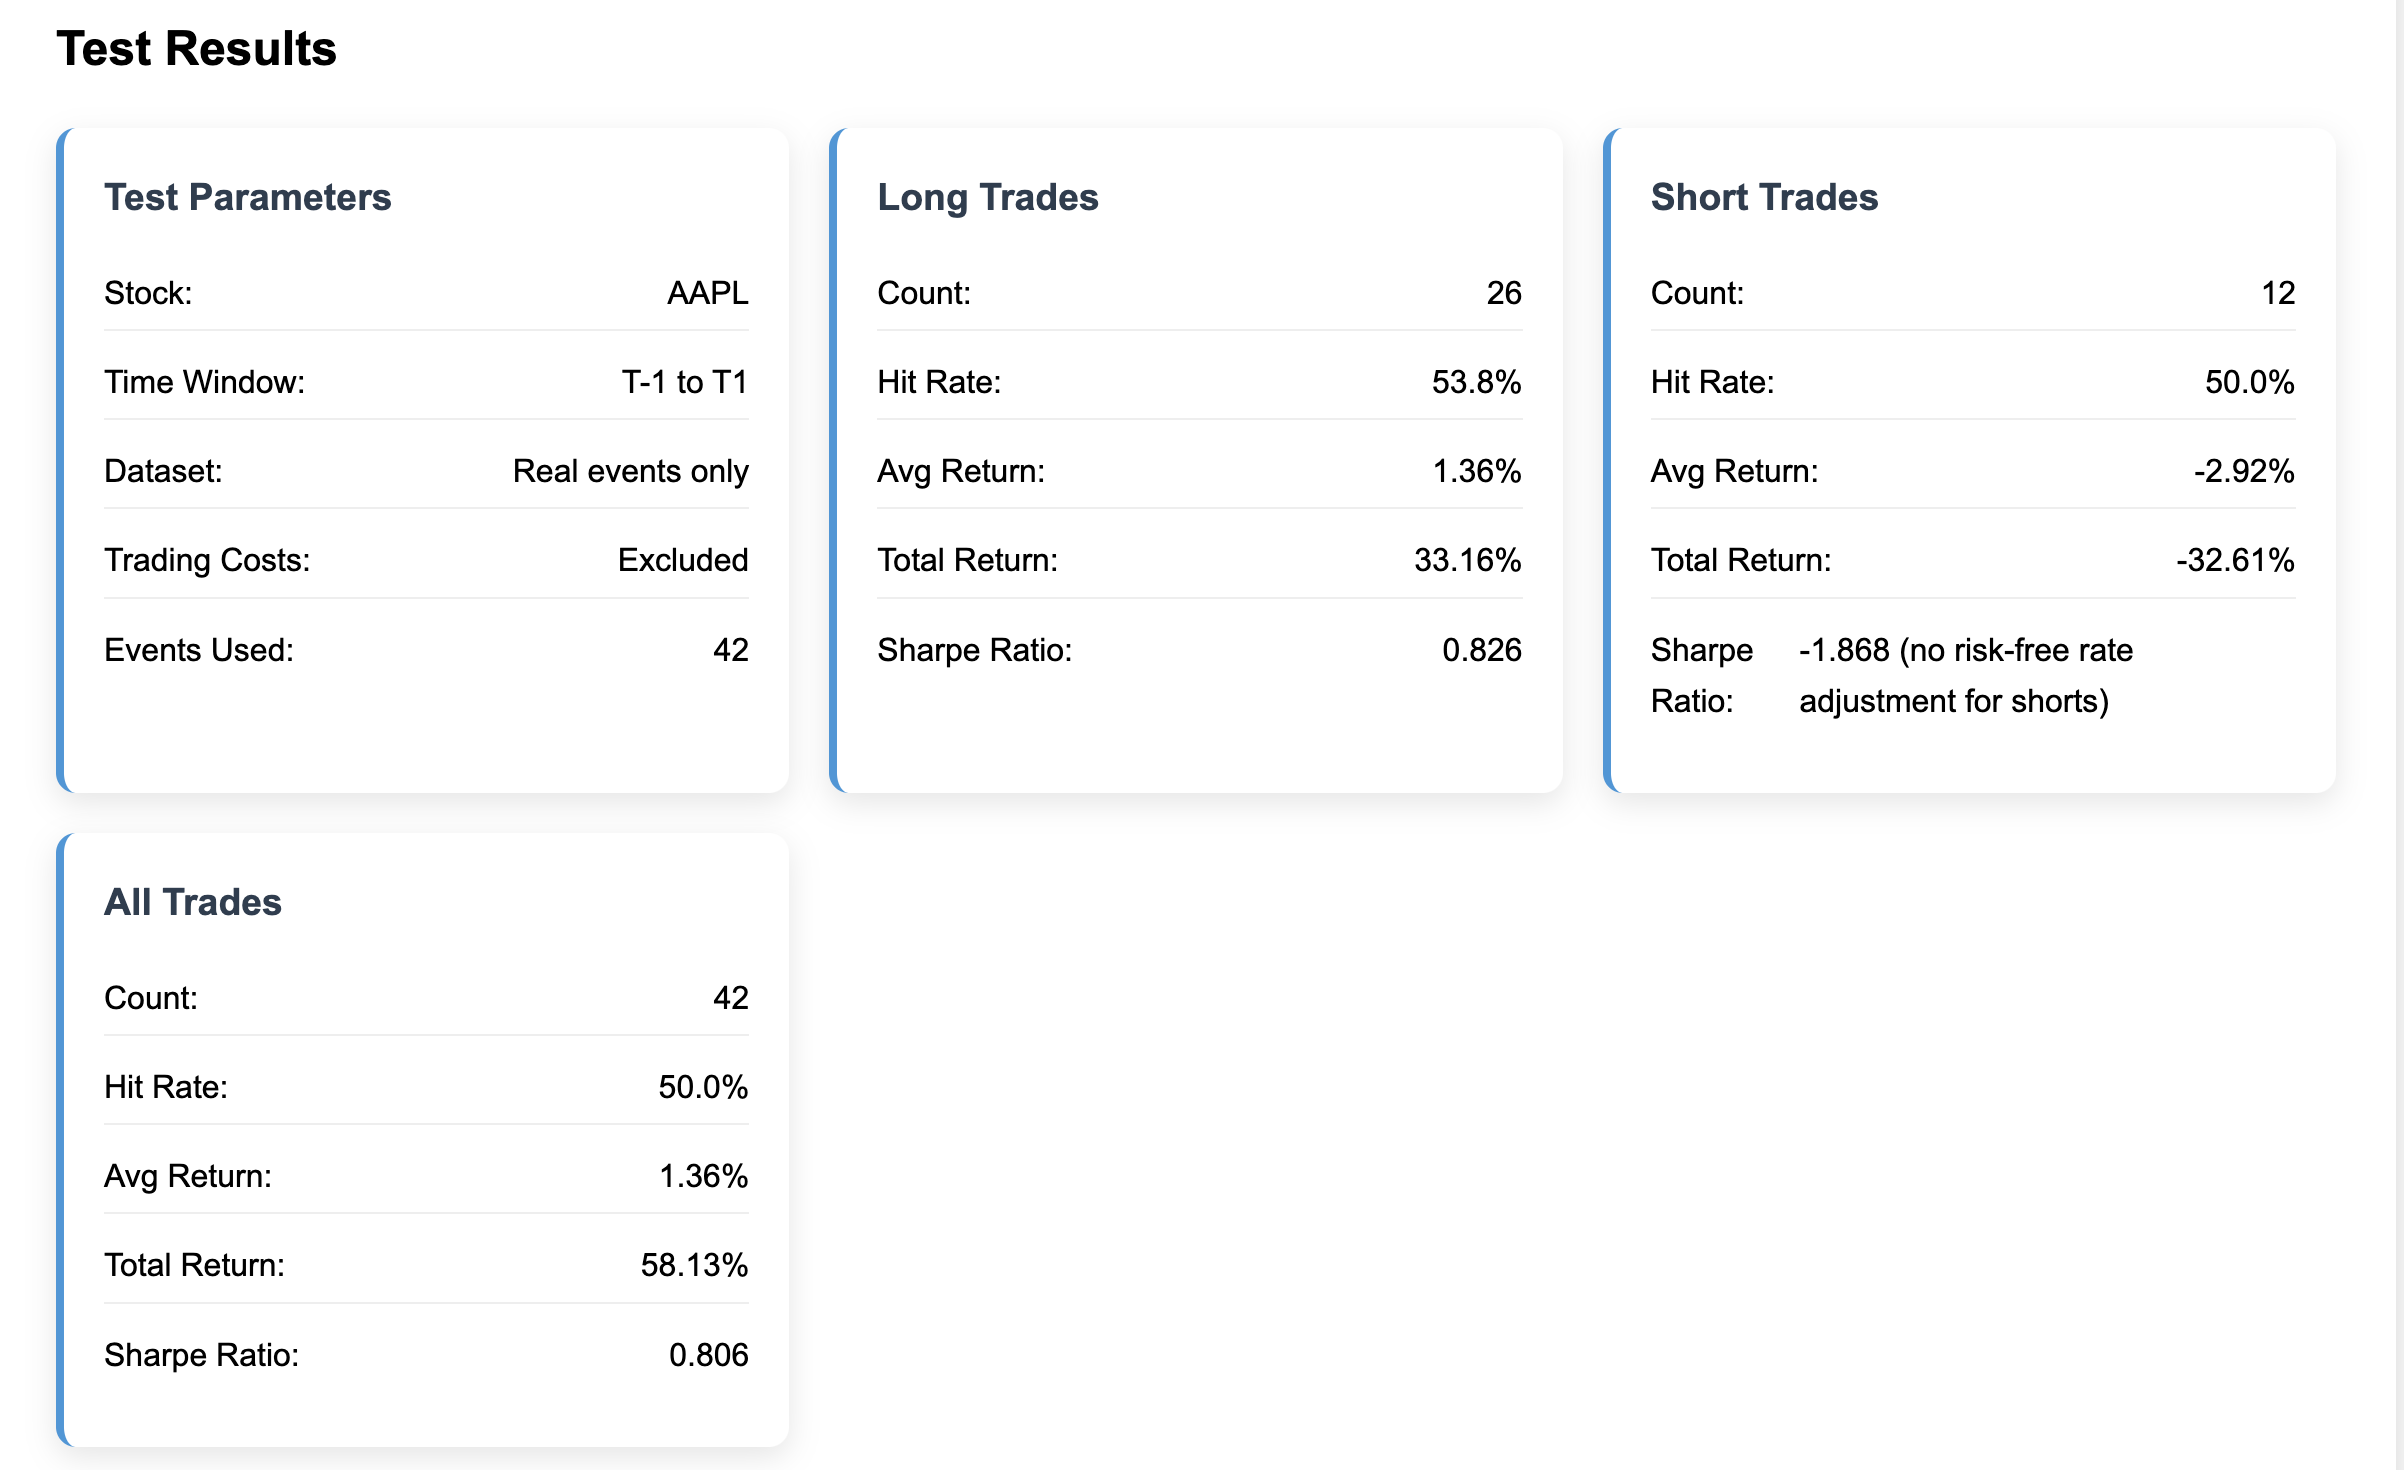 Test Results
Test Parameters
Stock: AAPL
Time Window: T-1 to T1
Dataset: Real events only
Trading Costs: Excluded
Events Used: 42
Long Trades
Count: 26
Hit Rate: 53.8%
Avg Return: 1.36%
Total Return: 33.16%
Sharpe Ratio: 0.826
Short Trades
Count: 12
Hit Rate: 50.0%
Avg Return: -2.92%
Total Return: -32.61%
Sharpe -1.868 (no risk-free rate
Ratio: adjustment for shorts)
All Trades
Count: 42
Hit Rate: 50.0%
Avg Return: 1.36%
Total Return: 58.13%
Sharpe Ratio: 0.806